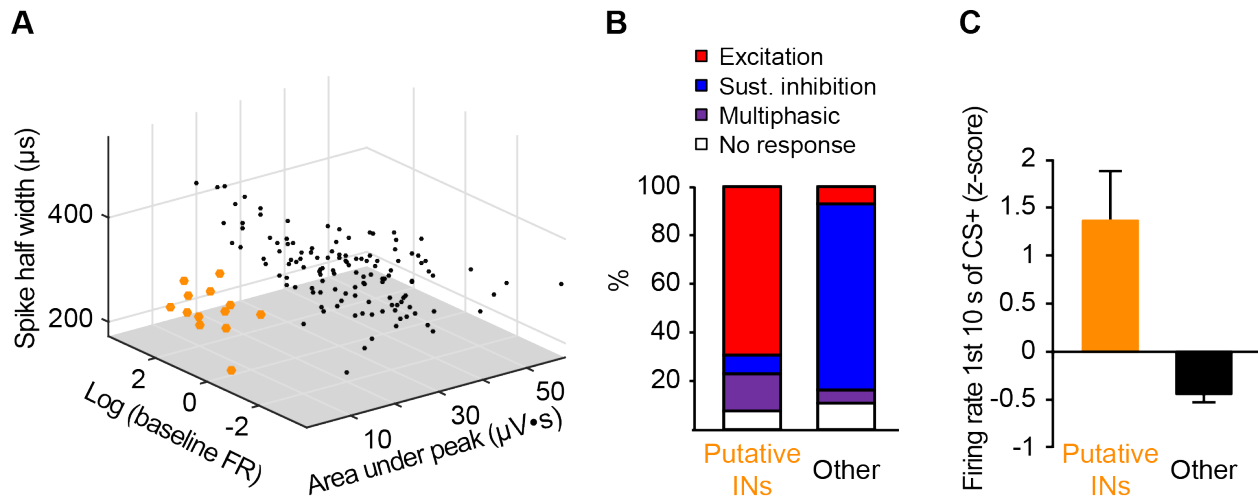 A
Spike half width (μs)
400
200
2
0
-2
Log (baseline FR)
10
30
50
Area under peak (μV•s)
B
Excitation
Sust. inhibition
Multiphasic
No response
%
100
80
60
40
20
Putative
INs
Other
C
Firing rate 1st 10 s of CS+ (z-score)
2
1.5
1
0.5
0
-0.5
-1
Putative
INs
Other